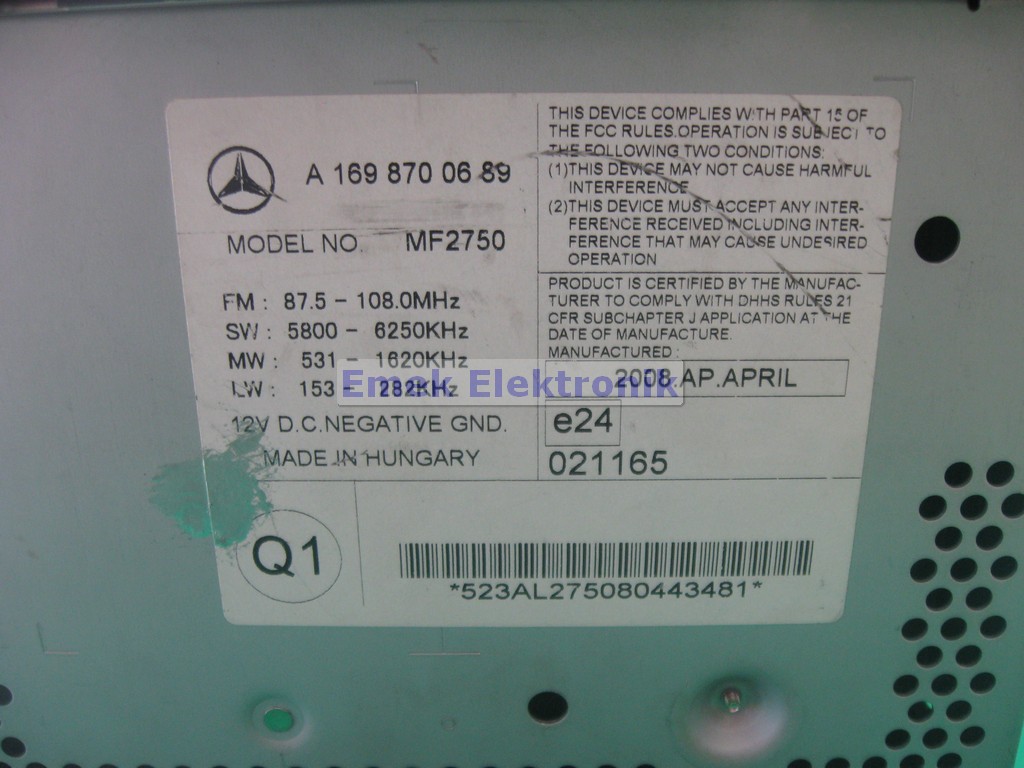 A 169 870 06 89
MODEL NO. MF2750
FM : 87.5 - 108.0MHz
SW : 5800 - 6250KHz
MW : 531 - 1620KHz
LW : 153 - 282KHz
12V D.C.NEGATIVE GND.
MADE IN HUNGARY
THIS DEVICE COMPLIES WITH PART 15 OF
THE FCC RULES.OPERATION IS SUBJECT TO
THE FOLLOWING TWO CONDITIONS:
(1)THIS DEVICE MAY NOT CAUSE HARMFUL
INTERFERENCE
(2)THIS DEVICE MUST ACCEPT ANY INTER-
FERENCE RECEIVED INCLUDING INTER-
FERENCE THAT MAY CAUSE UNDESIRED
OPERATION
PRODUCT IS CERTIFIED BY THE MANUFAC-
TURER TO COMPLY WITH DHHS RULES 21
CFR SUBCHAPTER J APPLICATION AT THE
DATE OF MANUFACTURE.
MANUFACTURED :
2008.AP.APRIL
Emek Elektronik
e24
021165
Q1
*523AL275080443481*